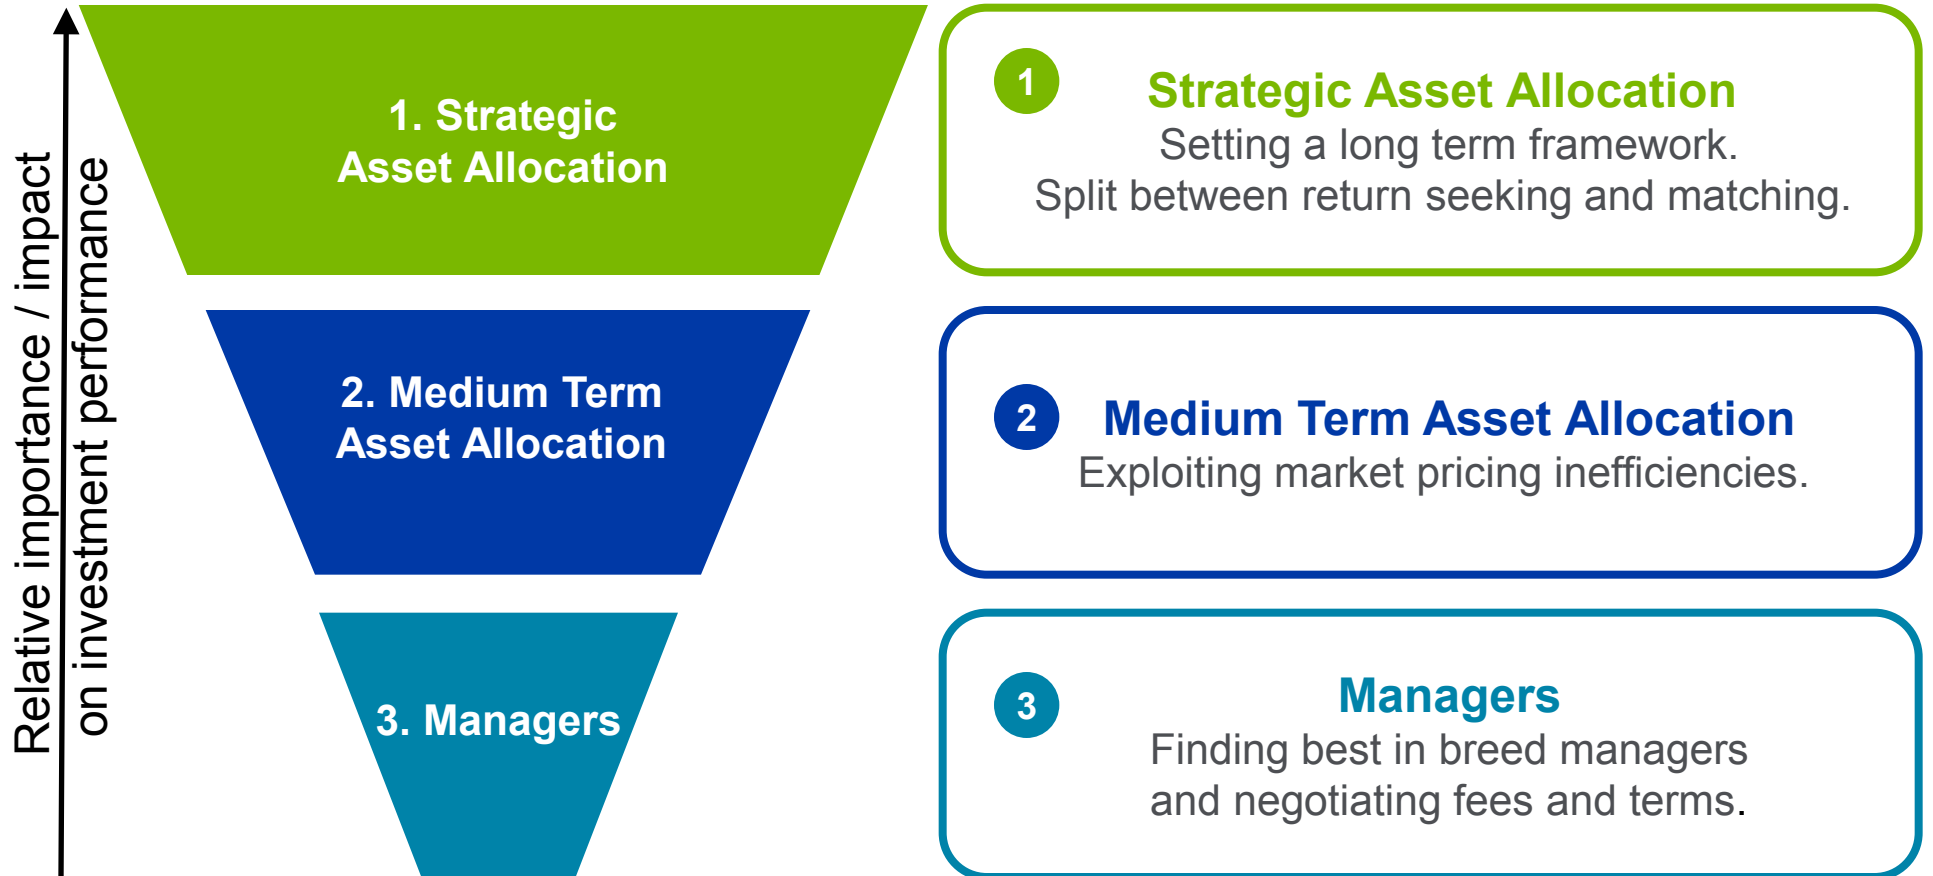 Relative importance / impact
on investment performance
1. Strategic
Asset Allocation
1
Strategic Asset Allocation
Setting a long term framework.
Split between return seeking and matching.
2. Medium Term
Asset Allocation
2
Medium Term Asset Allocation
Exploiting market pricing inefficiencies.
3. Managers
3
Managers
Finding best in breed managers
and negotiating fees and terms.